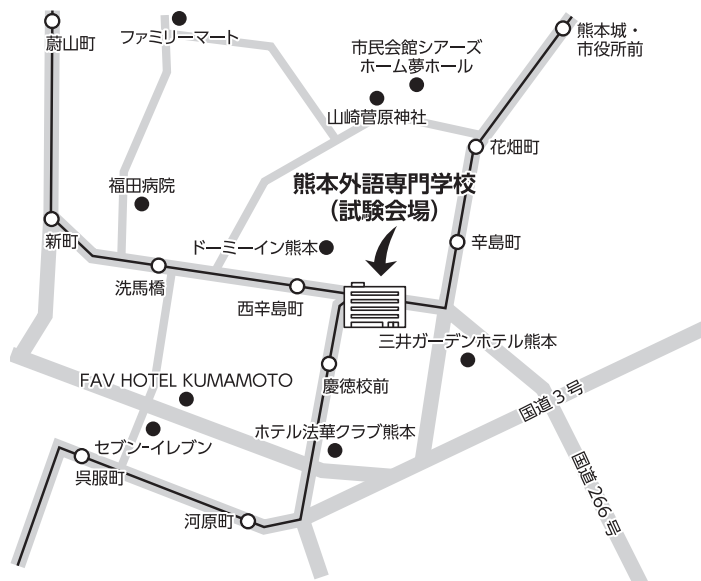 蔚山町
ファミリーマート
熊本城・
市役所前
市民会館シアーズ
ホーム夢ホール
山崎菅原神社
花畑町
福田病院
熊本外語専門学校
(試験会場)
新町
ドーミーイン熊本
辛島町
洗馬橋
西辛島町
三井ガーデンホテル熊本
FAV HOTEL KUMAMOTO
慶徳校前
国道3号
セブン-イレブン
ホテル法華クラブ熊本
呉服町
国道266号
河原町